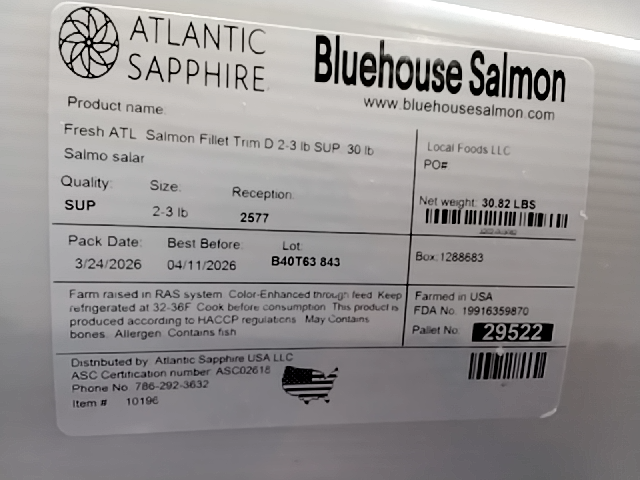 ATLANTIC
SAPPHIRE
Bluehouse Salmon
www.bluehousesalmon.com
Product name:
Fresh ATL Salmon Fillet Trim D 2-3 lb SUP 30 lb
Salmo salar
Local Foods LLC
PO#
Quality: Size: Reception:
SUP 2-3 lb 2577
Net weight: 30.82 LBS
Pack Date: Best Before: Lot:
3/24/2026 04/11/2026 B40T63 843
Box: 1288683
Farm raised in RAS system. Color-Enhanced through feed. Keep
refrigerated at 32-36F. Cook before consumption. This product is
produced according to HACCP regulations. May Contains
bones. Allergen: Contains fish
Farmed in USA
FDA No. 19916359870
Pallet No: 29522
Distributed by: Atlantic Sapphire USA LLC
ASC Certification number: ASC02618
Phone No. 786-292-3632
Item # 10196